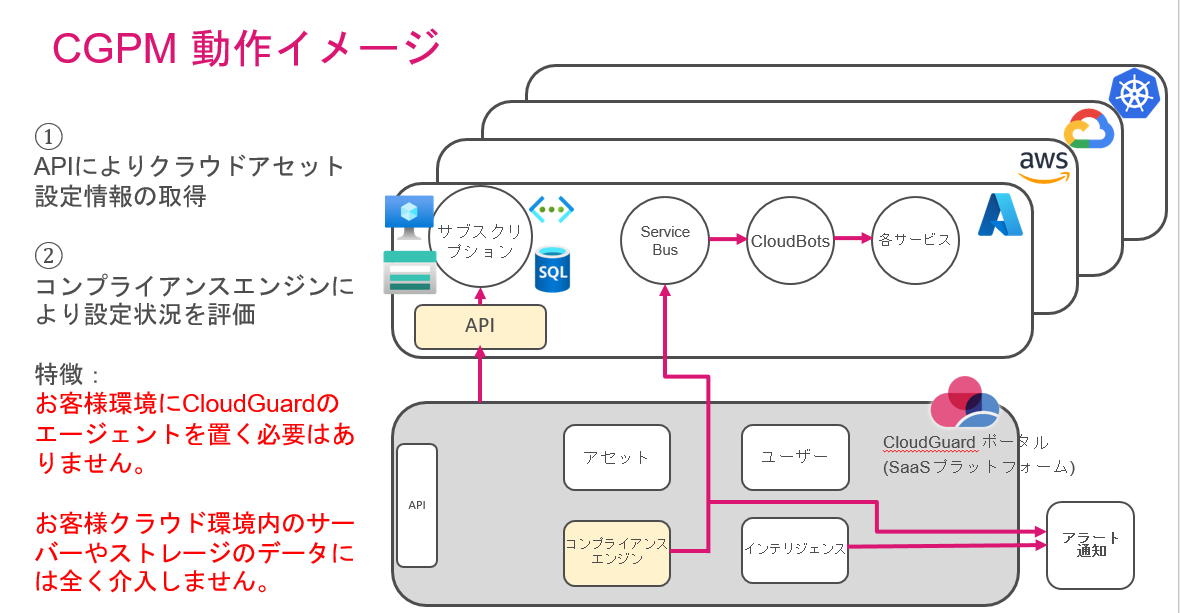 CGPM 動作イメージ
①
APIによりクラウドアセット
設定情報の取得
②
コンプライアンスエンジンに
より設定状況を評価
特徴：
お客様環境にCloudGuardの
エージェントを置く必要はあ
りません。
お客様クラウド環境内のサー
バーやストレージのデータに
は全く介入しません。
aws
サブスクリ
プション
SQL
API
Service
Bus
CloudBots
各サービス
CloudGuard ポータル
(SaaSプラットフォーム)
API
アセット
ユーザー
コンプライアンス
エンジン
インテリジェンス
アラート
通知